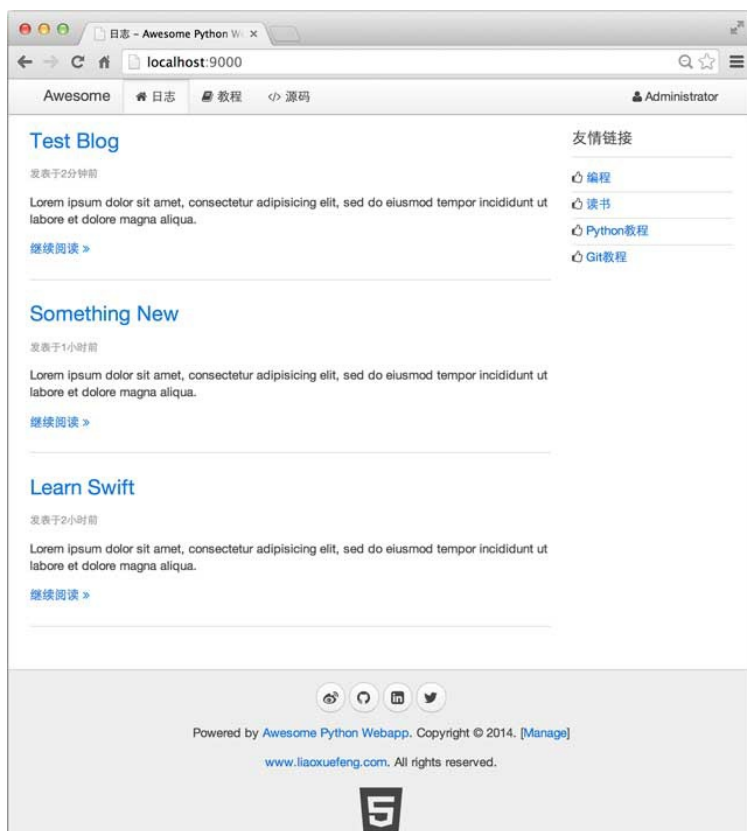 日志 - Awesome Python W
localhost:9000
Awesome 日志 教程 源码 Administrator
Test Blog
发表于2分钟前
Lorem ipsum dolor sit amet, consectetur adipisicing elit, sed do eiusmod tempor incididunt ut
labore et dolore magna aliqua.
继续阅读 »
Something New
发表于1小时前
Lorem ipsum dolor sit amet, consectetur adipisicing elit, sed do eiusmod tempor incididunt ut
labore et dolore magna aliqua.
继续阅读 »
Learn Swift
发表于2小时前
Lorem ipsum dolor sit amet, consectetur adipisicing elit, sed do eiusmod tempor incididunt ut
labore et dolore magna aliqua.
继续阅读 »
友情链接
编程
读书
Python教程
Git教程
Powered by Awesome Python Webapp. Copyright © 2014. [Manage]
www.liaoxuefeng.com. All rights reserved.
5